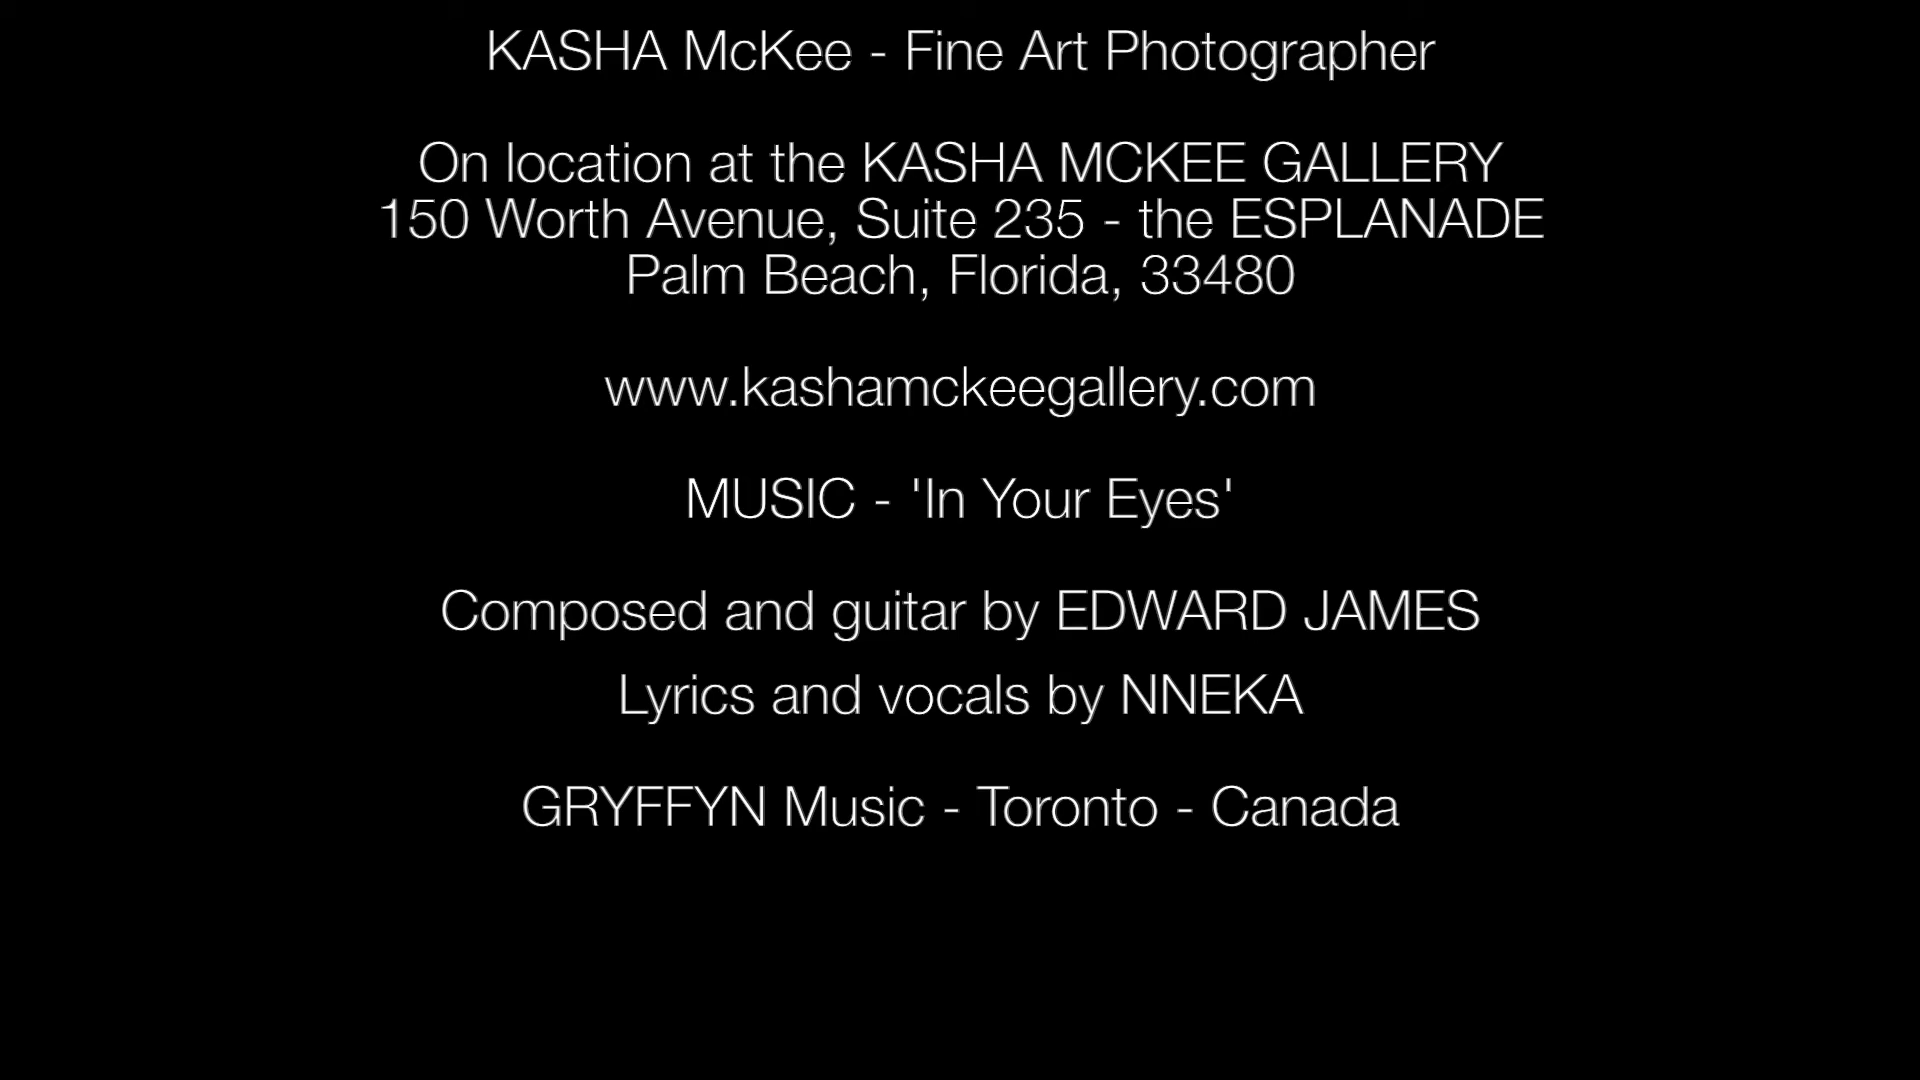 KASHA McKee - Fine Art Photographer
On location at the KASHA MCKEE GALLERY
150 Worth Avenue, Suite 235 - the ESPLANADE
Palm Beach, Florida, 33480
www.kashamckeegallery.com
MUSIC - 'In Your Eyes'
Composed and guitar by EDWARD JAMES
Lyrics and vocals by NNEKA
GRYFFYN Music - Toronto - Canada